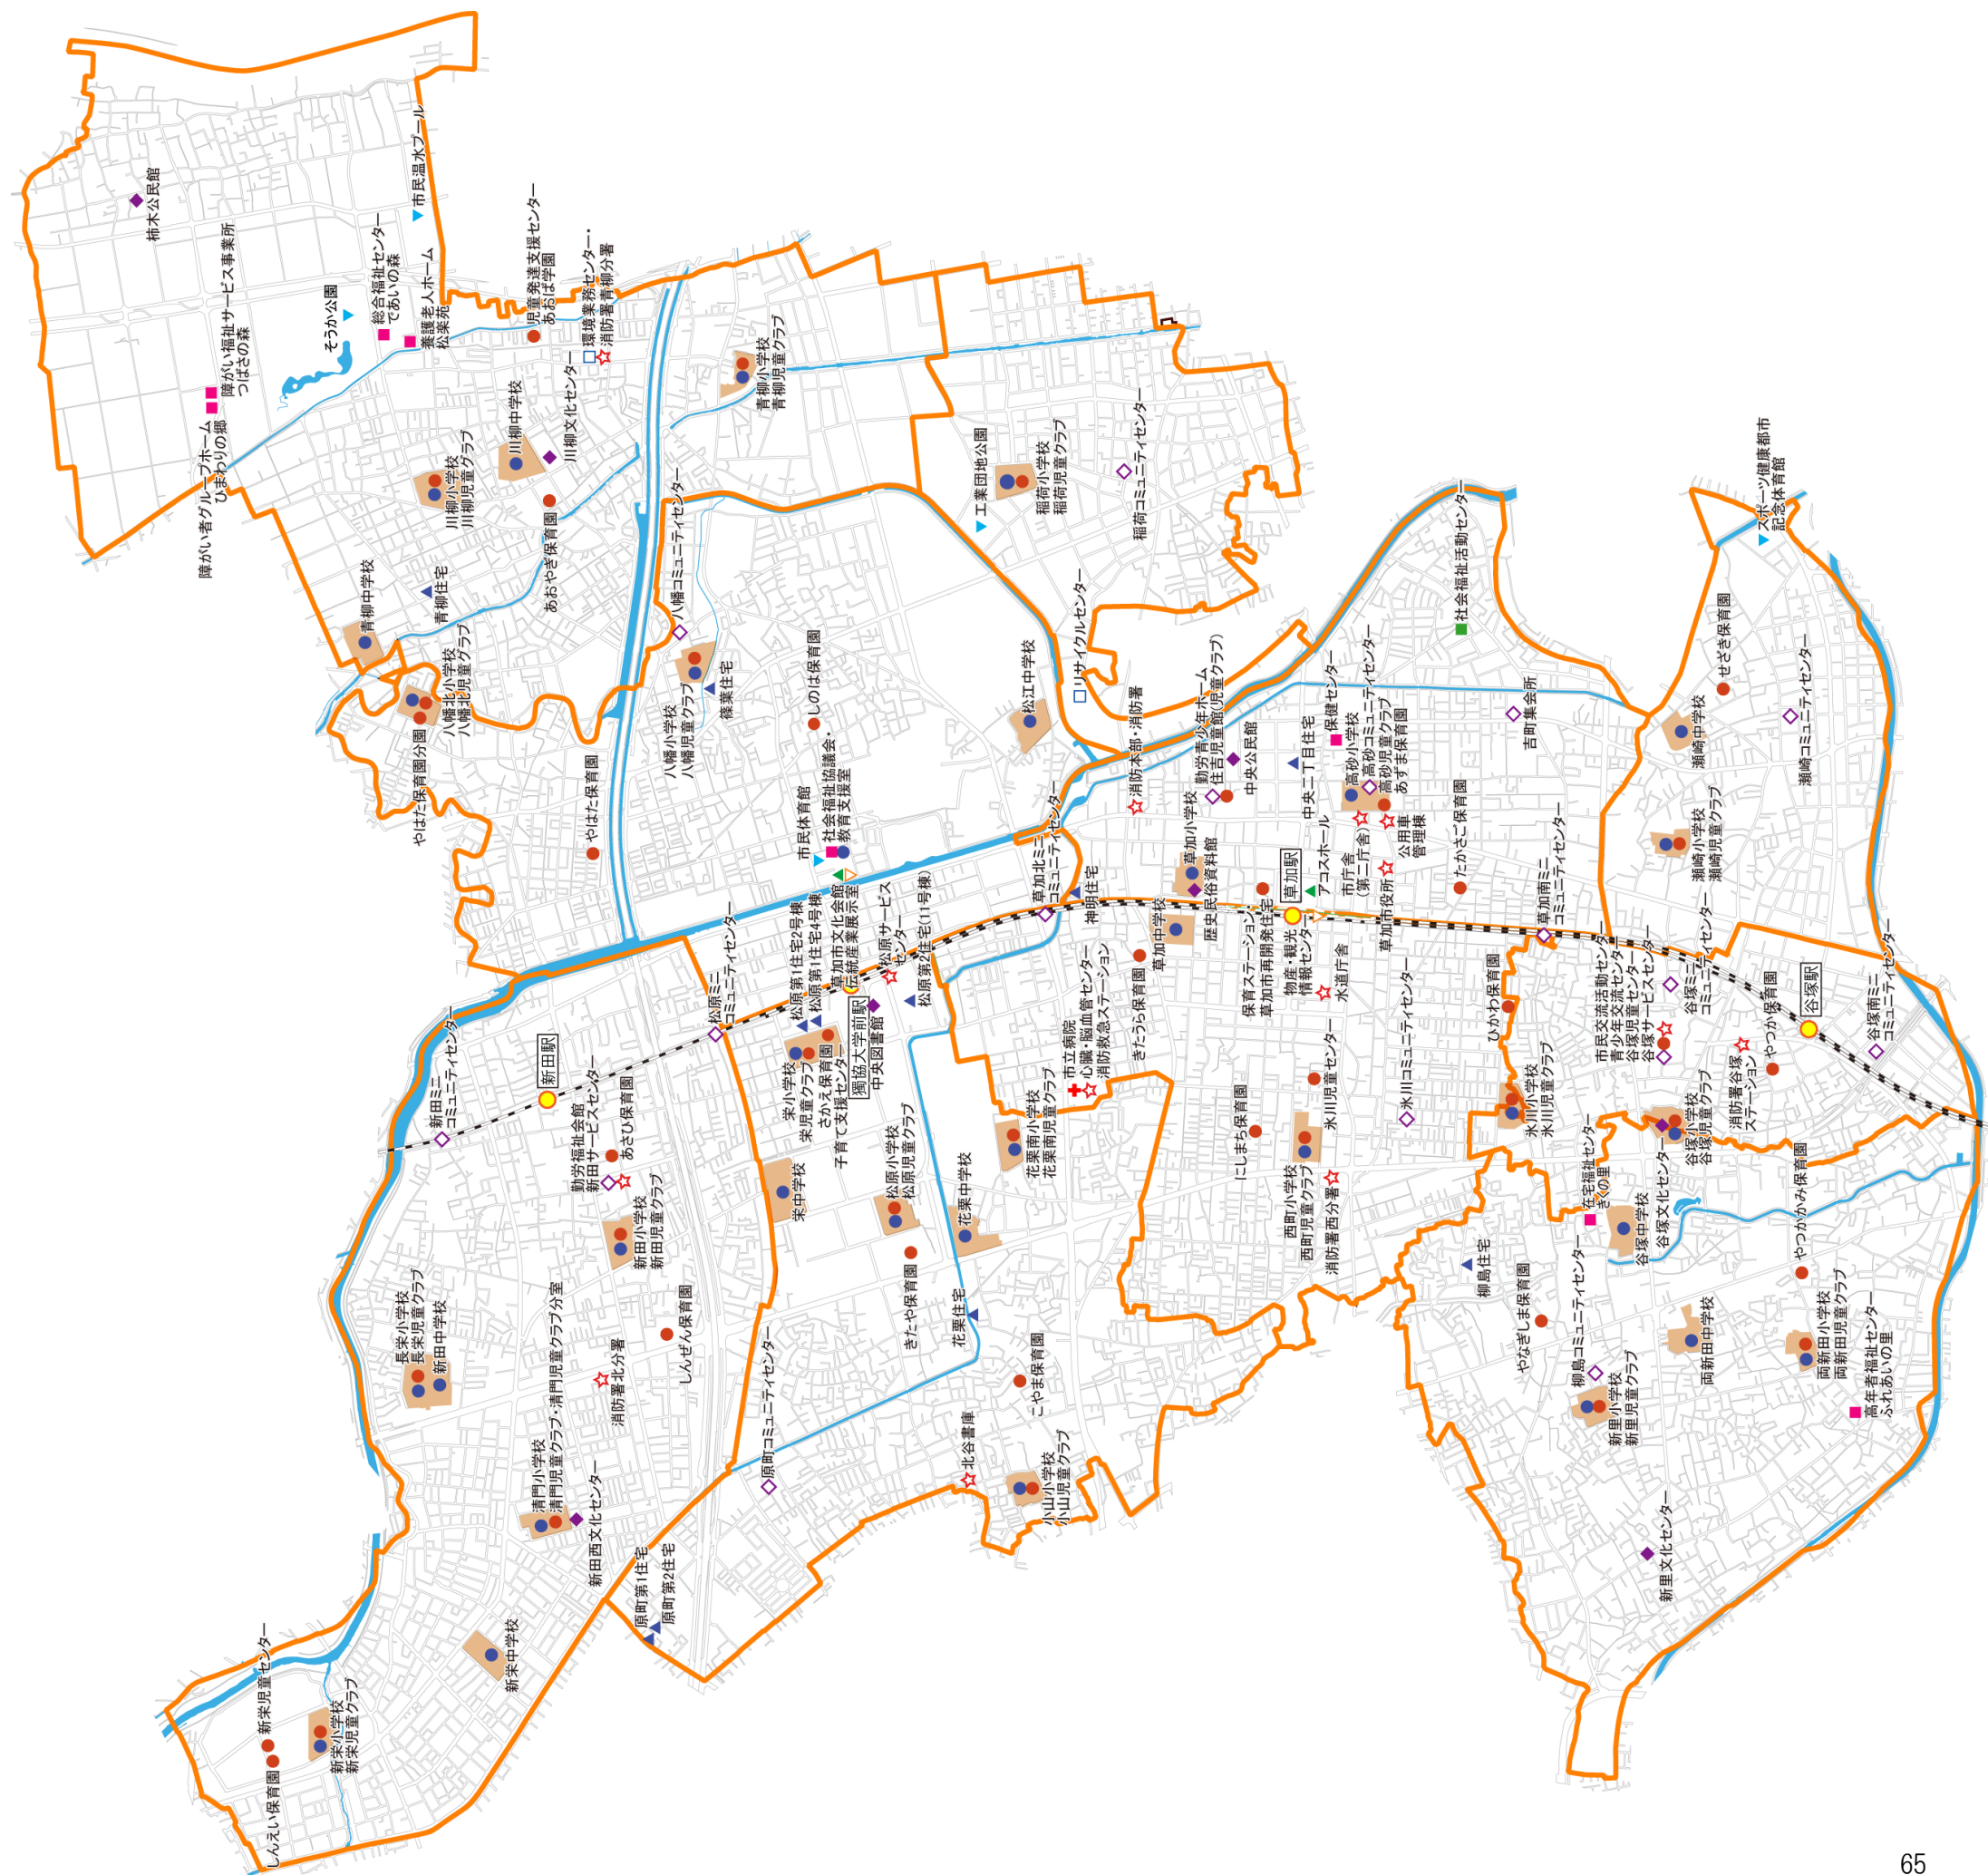 柿木公民館
市民温水プール
障がい福祉サービス事業所
つばさの森
そうか公園
総合福祉センター
であいの森
養護老人ホーム
松楽苑
児童発達支援センター
あおば学園
環境業務センター・
消防署青柳分署
障がい者グループホーム
ひまわりの郷
川柳小学校
川柳児童クラブ
川柳中学校
川柳文化センター
青柳小学校
青柳児童クラブ
あおやぎ保育園
青柳中学校
青柳住宅
八幡北小学校
八幡北児童クラブ
やはた保育園分園
やはた保育園
八幡コミュニティセンター
八幡小学校
八幡児童クラブ
篠葉住宅
しのは保育園
市民体育館
社会福祉協議会・
教育支援室
工業団地公園
稲荷小学校
稲荷児童クラブ
稲荷コミュニティセンター
リサイクルセンター
松江中学校
消防本部・消防署
勤労青少年ホーム
住吉児童館(児童クラブ)
中央公民館
中央二丁目住宅
保健センター
高砂小学校
高砂コミュニティセンター
高砂児童クラブ
あずま保育園
社会福祉活動センター
吉町集会所
スポーツ健康都市
記念体育館
せざき保育園
瀬崎中学校
瀬崎コミュニティセンター
瀬崎小学校
瀬崎児童クラブ
たかさご保育園
公用車
管理棟
市庁舎
(第二庁舎)
草加市役所
アコスホール
草加駅
草加小学校
歴史民俗資料館
草加中学校
草加北ミニ
コミュニティセンター
神明住宅
保育ステーション・
草加市再開発住宅
物産・観光
情報センター
水道庁舎
草加南ミニ
コミュニティセンター
市民交流活動センター
青少年交流センター
谷塚児童センター
谷塚サービスセンター
谷塚ミニ
コミュニティセンター
消防署谷塚
ステーション
やつか保育園
谷塚駅
谷塚南ミニ
コミュニティセンター
ひかわ保育園
氷川小学校
氷川児童クラブ
氷川コミュニティセンター
氷川児童センター
にしまち保育園
西町小学校
西町児童クラブ
消防署西分署
きたうら保育園
市立病院
心臓・脳血管センター
消防救急ステーション
花栗南小学校
花栗南児童クラブ
花栗中学校
松原サービス
センター
松原第2住宅(11号棟)
松原第1住宅2号棟
松原第1住宅4号棟
草加市文化会館
伝統産業展示室
獨協大学前駅
中央図書館
栄小学校
栄児童クラブ
さかえ保育園
子育て支援センター
松原ミニ
コミュニティセンター
栄中学校
松原小学校
松原児童クラブ
新田ミニ
コミュニティセンター
新田駅
勤労福祉会館
新田サービスセンター
あさひ保育園
新田小学校
新田児童クラブ
長栄小学校
長栄児童クラブ
新田中学校
清門小学校
清門児童クラブ・清門児童クラブ分室
新田西文化センター
消防署北分署
しんぜん保育園
原町コミュニティセンター
原町第1住宅
原町第2住宅
新栄中学校
新栄児童センター
しんえい保育園
新栄小学校
新栄児童クラブ
きたや保育園
花栗住宅
こやま保育園
北谷書庫
小山小学校
小山児童クラブ
柳島住宅
やなぎしま保育園
柳島コミュニティセンター
新里小学校
新里児童クラブ
新里文化センター
在宅福祉センター
きくの里
谷塚中学校
谷塚文化センター
谷塚小学校
谷塚児童クラブ
両新田中学校
やつかかみ保育園
両新田小学校
両新田児童クラブ
高年者福祉センター
ふれあいの里
65